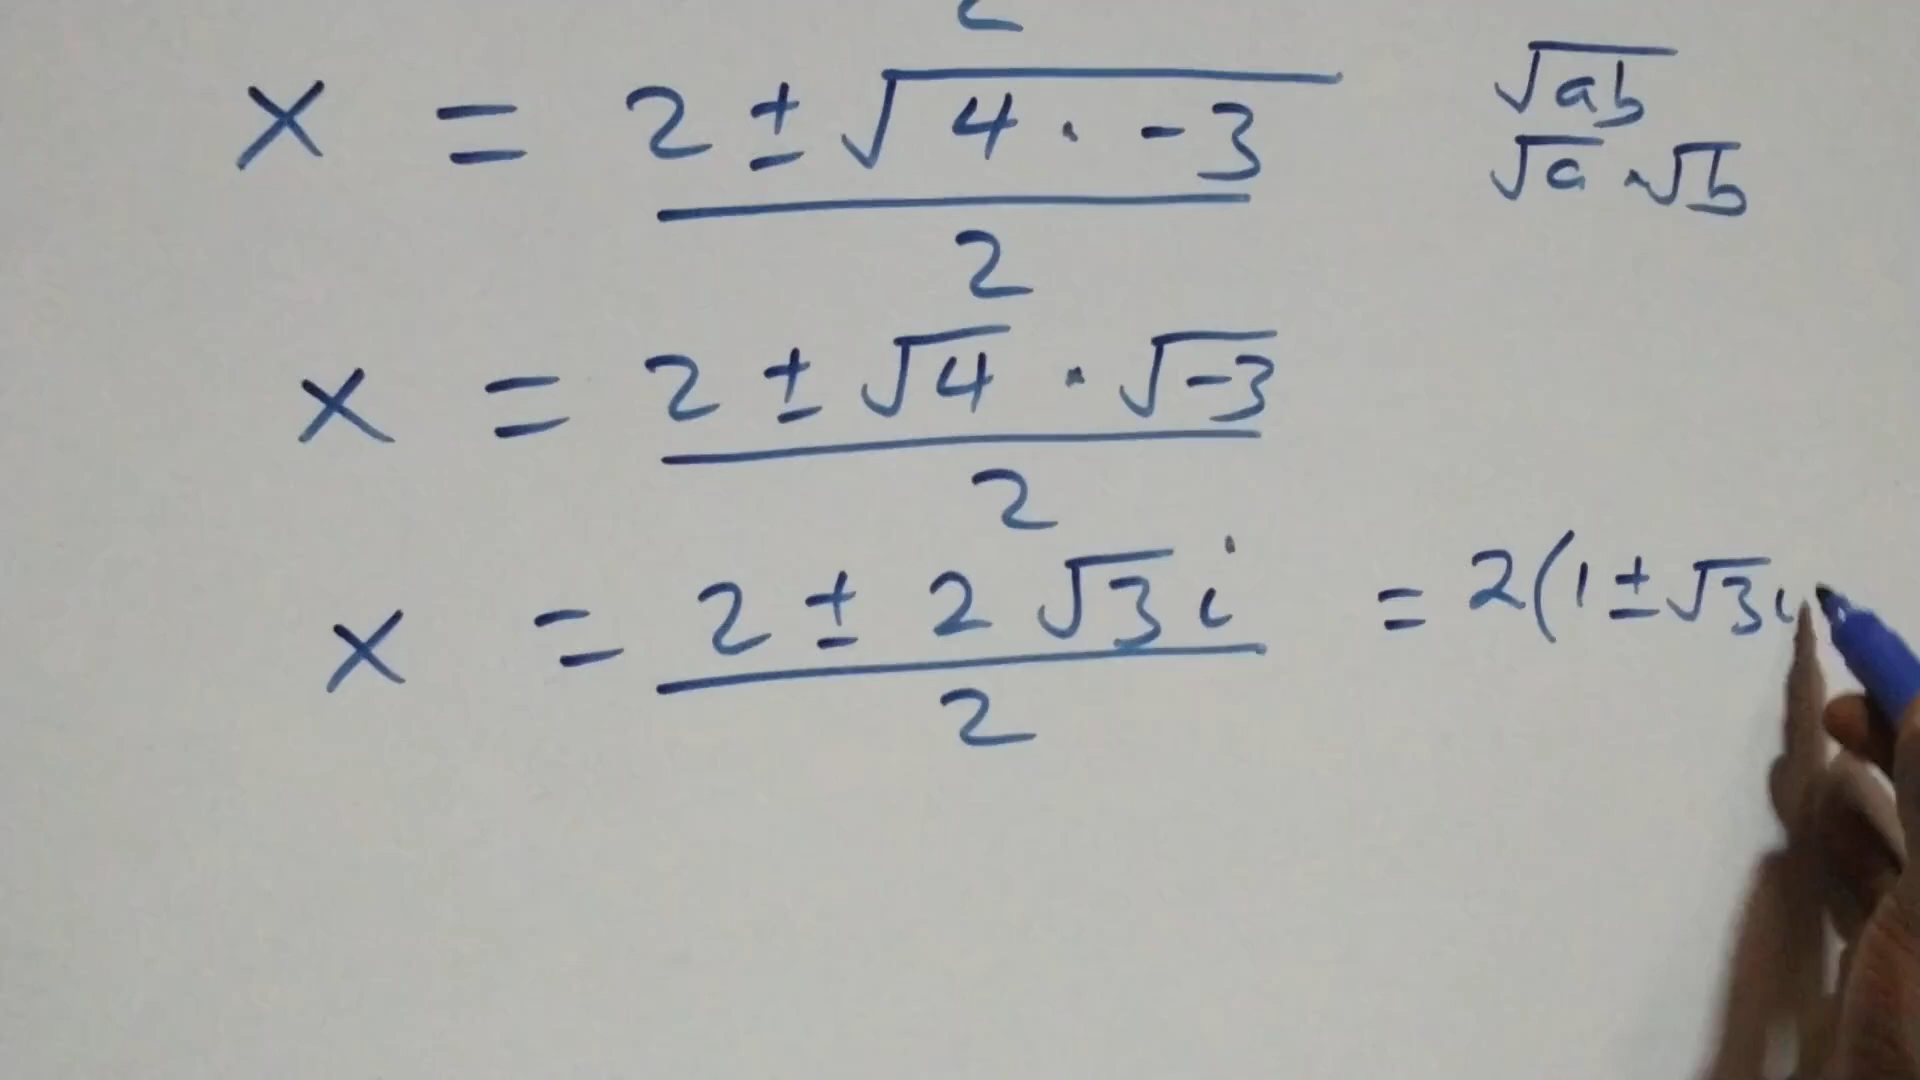 x = 2 ± √4 · -3 / 2
√ab
√a · √b
x = 2 ± √4 · √-3 / 2
x = 2 ± 2 √3 i / 2 = 2(1 ± √3 i